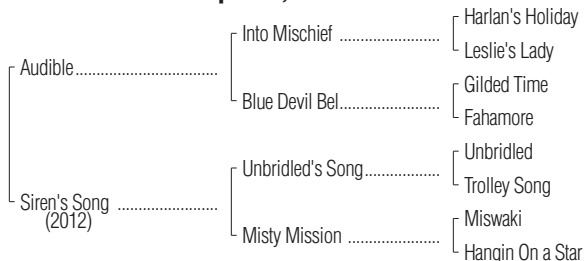 Harlan's Holiday
Into Mischief ....................
Leslie's Lady
Audible.............................
Gilded Time
Blue Devil Bel....................
Fahamore
Unbridled
Unbridled's Song...............
Trolley Song
Siren's Song ....................
(2012)
Miswaki
Misty Mission ..................
Hangin On a Star